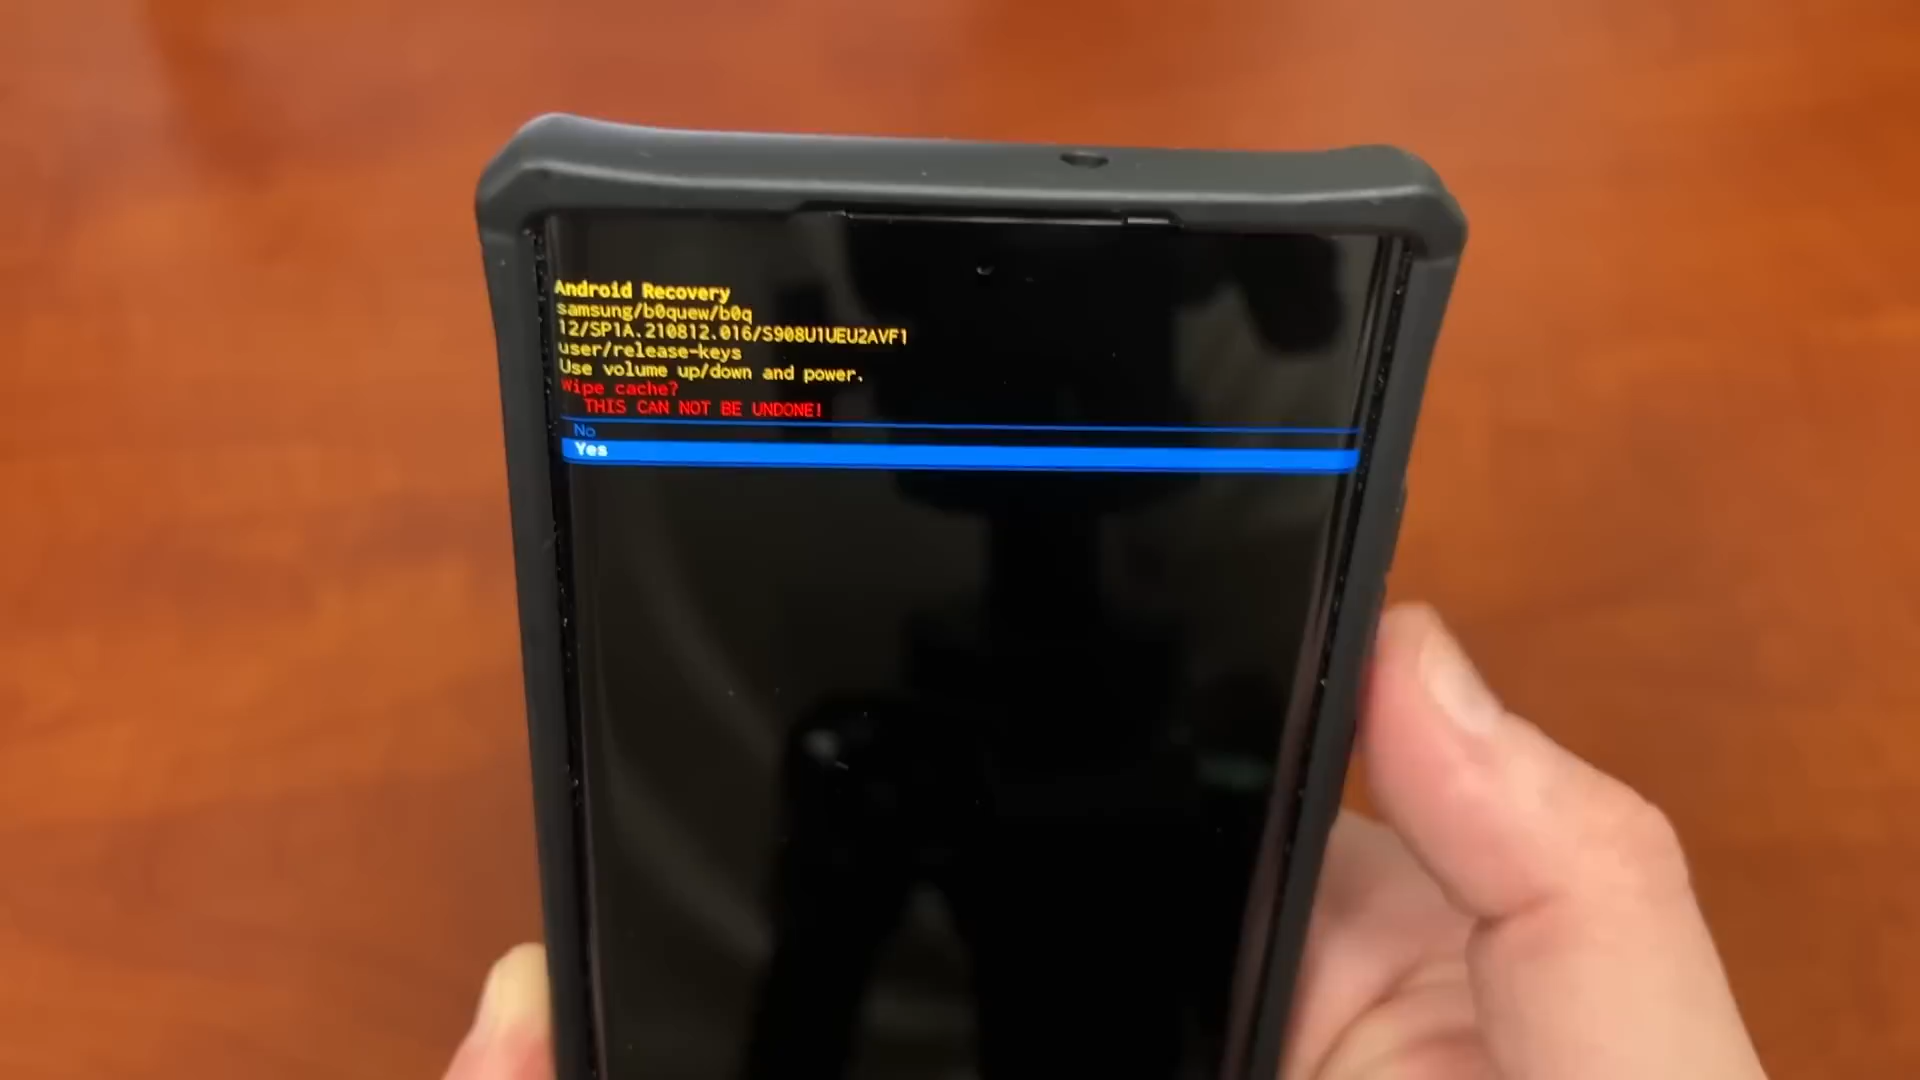 Android Recovery
samsung/b0quew/b0q
12/SP1A.210812.016/S908U1UEU2AVF1
user/release-keys
Use volume up/down and power.
Wipe cache?
THIS CAN NOT BE UNDONE!
No
Yes